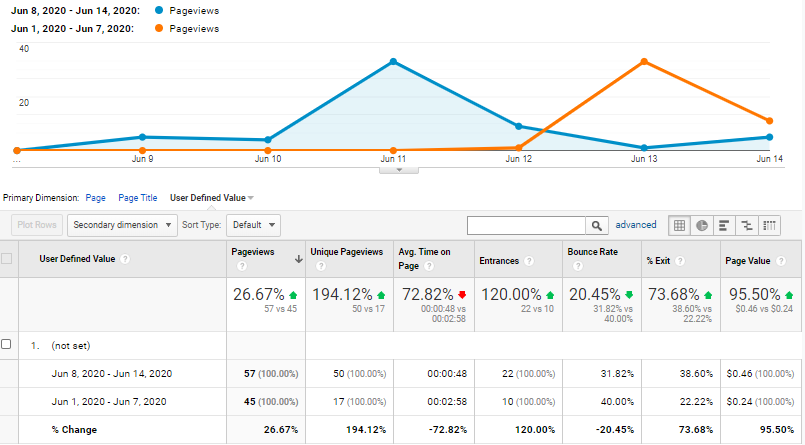 Jun 8, 2020 - Jun 14, 2020: Pageviews
Jun 1, 2020 - Jun 7, 2020: Pageviews
40
20
... Jun 9 Jun 10 Jun 11 Jun 12 Jun 13 Jun 14
Primary Dimension: Page Page Title User Defined Value
Plot Rows Secondary dimension Sort Type: Default advanced
User Defined Value ? Pageviews ? Unique Pageviews ? Avg. Time on Page ? Entrances ? Bounce Rate ? % Exit ? Page Value ?
26.67% 194.12% 72.82% 120.00% 20.45% 73.68% 95.50%
57 vs 45 50 vs 17 00:00:48 vs 00:02:58 22 vs 10 31.82% vs 40.00% 38.60% vs 22.22% $0.46 vs $0.24
1. (not set)
Jun 8, 2020 - Jun 14, 2020 57 (100.00%) 50 (100.00%) 00:00:48 22 (100.00%) 31.82% 38.60% $0.46 (100.00%)
Jun 1, 2020 - Jun 7, 2020 45 (100.00%) 17 (100.00%) 00:02:58 10 (100.00%) 40.00% 22.22% $0.24 (100.00%)
% Change 26.67% 194.12% -72.82% 120.00% -20.45% 73.68% 95.50%